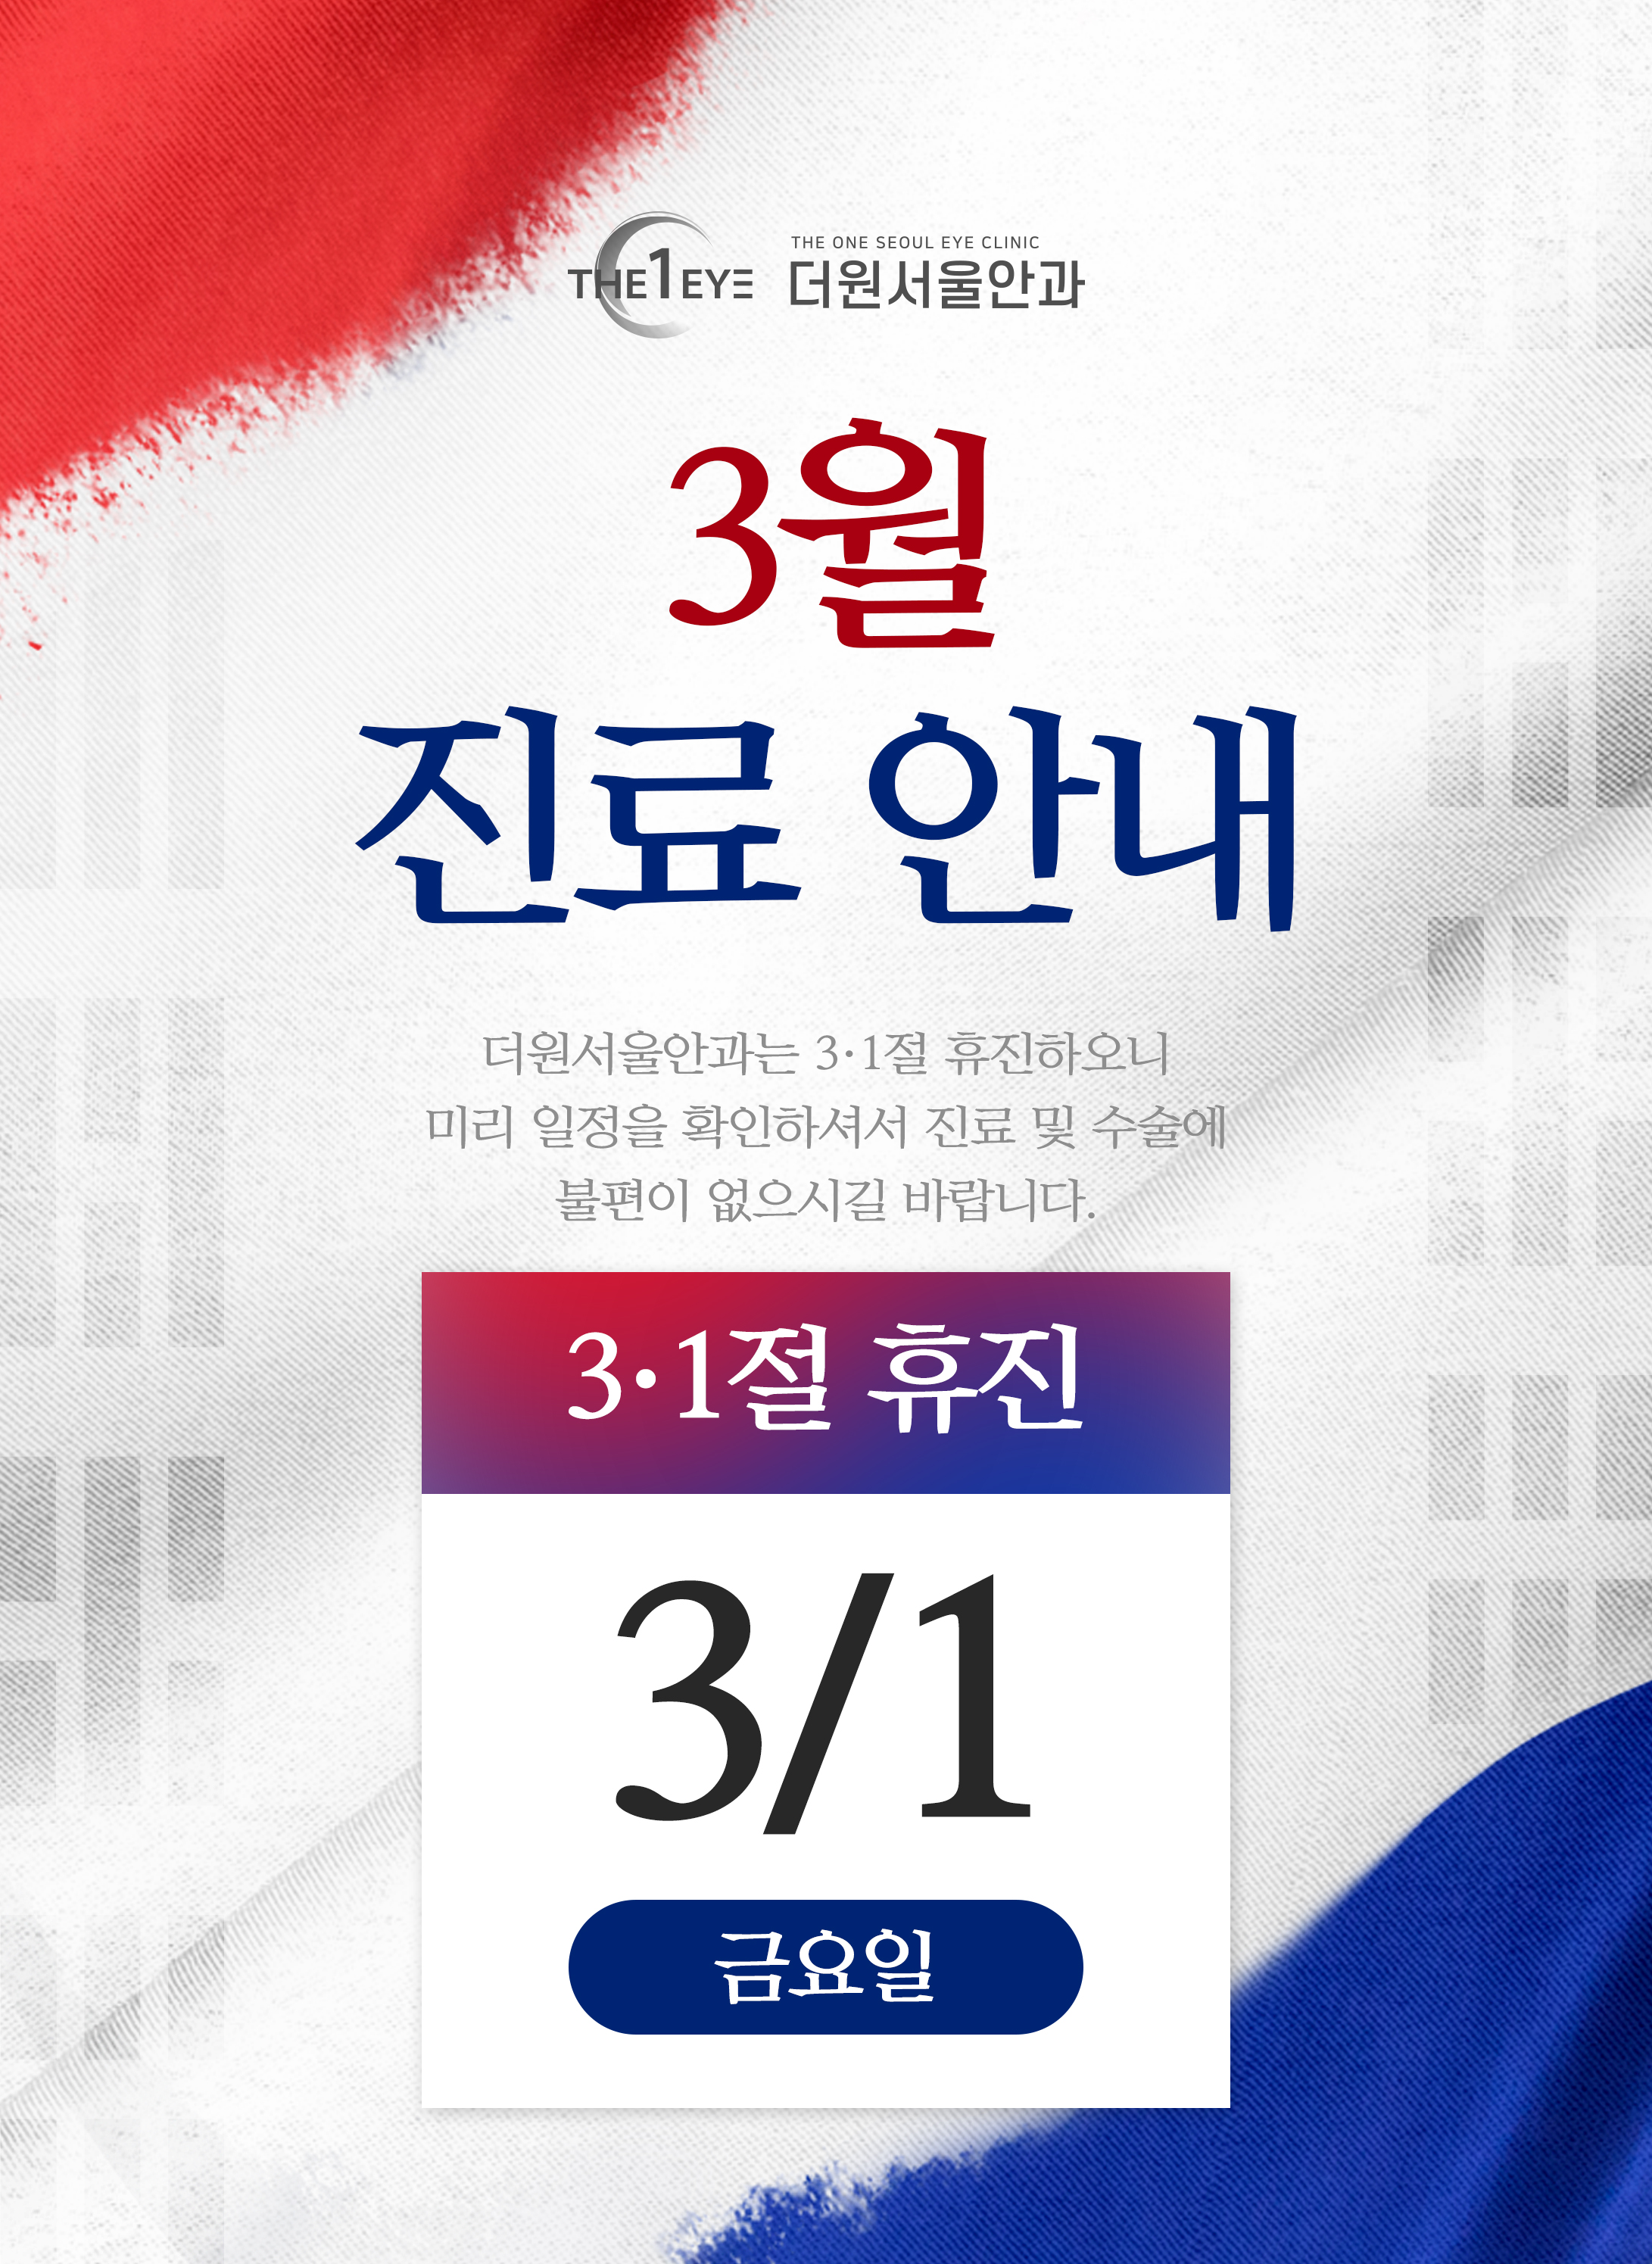 THE1EYE
THE ONE SEOUL EYE CLINIC
더원서울안과
3월
진료 안내
더원서울안과는 3·1절 휴진하오니
미리 일정을 확인하셔서 진료 및 수술에
불편이 없으시길 바랍니다.
3·1절 휴진
3/1
금요일